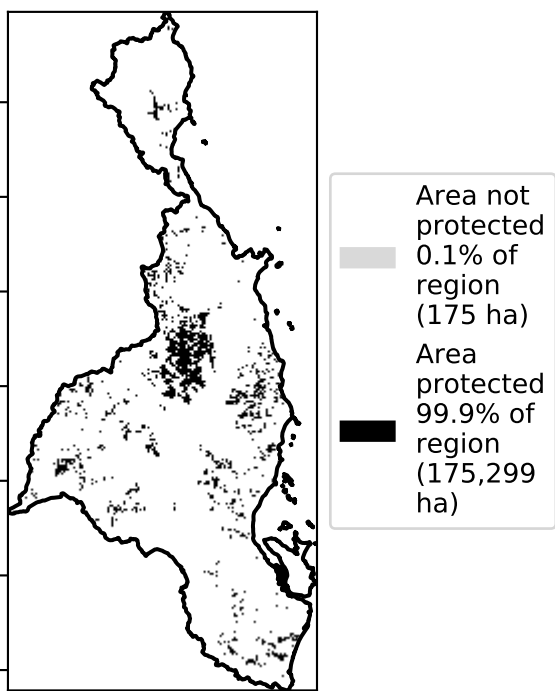 Area not
protected
0.1% of
region
(175 ha)
Area
protected
99.9% of
region
(175,299
ha)